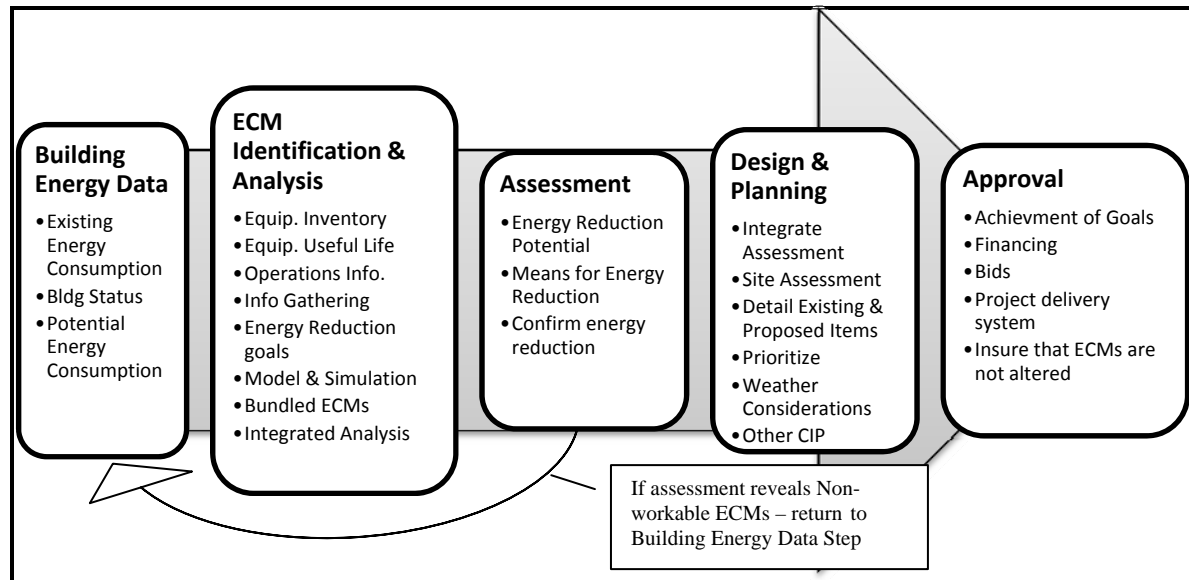 Building
Energy Data
•Existing
Energy
Consumption
•Bldg Status
•Potential
Energy
Consumption
ECM
Identification &
Analysis
•Equip. Inventory
•Equip. Useful Life
•Operations Info.
•Info Gathering
•Energy Reduction
goals
•Model & Simulation
•Bundled ECMs
•Integrated Analysis
Assessment
•Energy Reduction
Potential
•Means for Energy
Reduction
•Confirm energy
reduction
Design &
Planning
•Integrate
Assessment
•Site Assessment
•Detail Existing &
Proposed Items
•Prioritize
•Weather
Considerations
•Other CIP
Approval
•Achievment of Goals
•Financing
•Bids
•Project delivery
system
•Insure that ECMs are
not altered
If assessment reveals Non-
workable ECMs – return to
Building Energy Data Step